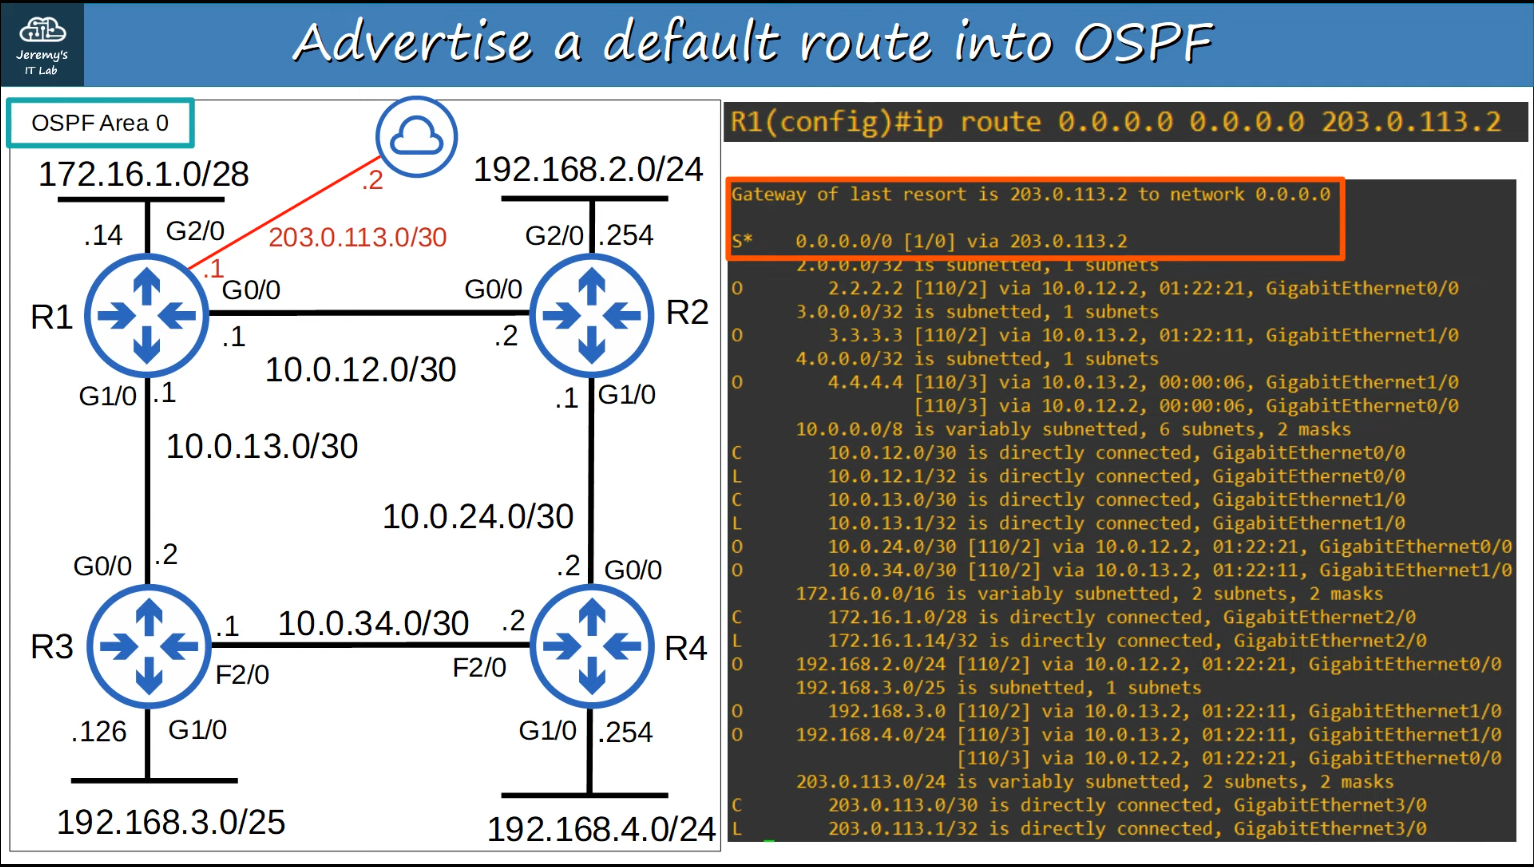 Jeremy's
IT Lab
Advertise a default route into OSPF
OSPF Area 0
172.16.1.0/28
192.168.2.0/24
.2
.14
G2/0
203.0.113.0/30
G2/0
.254
.1
R1
G0/0
G0/0
R2
.1
.2
10.0.12.0/30
G1/0
.1
.1
G1/0
10.0.13.0/30
10.0.24.0/30
G0/0
.2
.2
G0/0
R3
.1
10.0.34.0/30
.2
R4
F2/0
F2/0
.126
G1/0
G1/0
.254
192.168.3.0/25
192.168.4.0/24
R1(config)#ip route 0.0.0.0 0.0.0.0 203.0.113.2
Gateway of last resort is 203.0.113.2 to network 0.0.0.0
S* 0.0.0.0/0 [1/0] via 203.0.113.2
2.0.0.0/32 is subnetted, 1 subnets
O 2.2.2.2 [110/2] via 10.0.12.2, 01:22:21, GigabitEthernet0/0
3.0.0.0/32 is subnetted, 1 subnets
O 3.3.3.3 [110/2] via 10.0.13.2, 01:22:11, GigabitEthernet1/0
4.0.0.0/32 is subnetted, 1 subnets
O 4.4.4.4 [110/3] via 10.0.13.2, 00:00:06, GigabitEthernet1/0
[110/3] via 10.0.12.2, 00:00:06, GigabitEthernet0/0
10.0.0.0/8 is variably subnetted, 6 subnets, 2 masks
C 10.0.12.0/30 is directly connected, GigabitEthernet0/0
L 10.0.12.1/32 is directly connected, GigabitEthernet0/0
C 10.0.13.0/30 is directly connected, GigabitEthernet1/0
L 10.0.13.1/32 is directly connected, GigabitEthernet1/0
O 10.0.24.0/30 [110/2] via 10.0.12.2, 01:22:21, GigabitEthernet0/0
O 10.0.34.0/30 [110/2] via 10.0.13.2, 01:22:11, GigabitEthernet1/0
172.16.0.0/16 is variably subnetted, 2 subnets, 2 masks
C 172.16.1.0/28 is directly connected, GigabitEthernet2/0
L 172.16.1.14/32 is directly connected, GigabitEthernet2/0
O 192.168.2.0/24 [110/2] via 10.0.12.2, 01:22:21, GigabitEthernet0/0
192.168.3.0/25 is subnetted, 1 subnets
O 192.168.3.0 [110/2] via 10.0.13.2, 01:22:11, GigabitEthernet1/0
O 192.168.4.0/24 [110/3] via 10.0.13.2, 01:22:11, GigabitEthernet1/0
[110/3] via 10.0.12.2, 01:22:21, GigabitEthernet0/0
203.0.113.0/24 is variably subnetted, 2 subnets, 2 masks
C 203.0.113.0/30 is directly connected, GigabitEthernet3/0
L 203.0.113.1/32 is directly connected, GigabitEthernet3/0